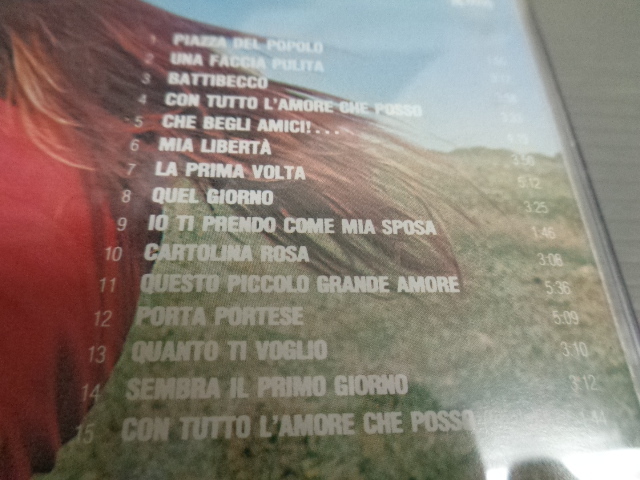 1 PIAZZA DEL POPOLO
2 UNA FACCIA PULITA
3 BATTIBECCO
4 CON TUTTO L'AMORE CHE POSSO
5 CHE BEGLI AMICI!...
6 MIA LIBERTÀ
7 LA PRIMA VOLTA 5:12
8 QUEL GIORNO 3:25
9 IO TI PRENDO COME MIA SPOSA 1:46
10 CARTOLINA ROSA 3:08
11 QUESTO PICCOLO GRANDE AMORE 5:36
12 PORTA PORTESE 5:09
13 QUANTO TI VOGLIO 3:10
14 SEMBRA IL PRIMO GIORNO 3:12
15 CON TUTTO L'AMORE CHE POSSO 1:44